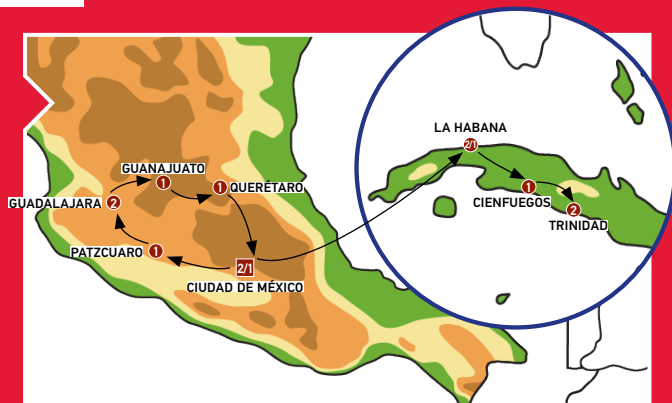 LA HABANA
2/1
GUANAJUATO
1
1 QUERÉTARO
1
CIENFUEGOS
GUADALAJARA 2
2
TRINIDAD
PATZCUARO 1
2/1
CIUDAD DE MÉXICO